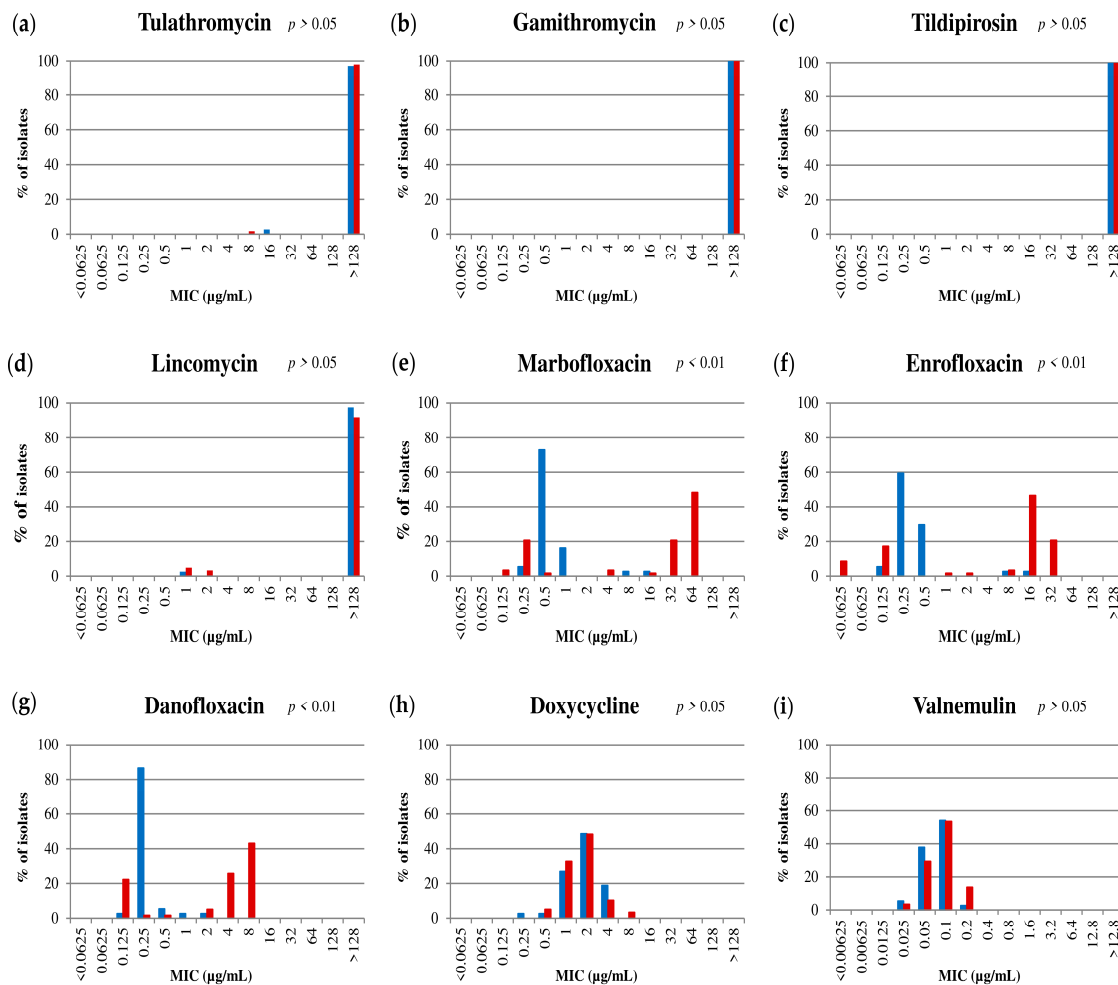 (a) Tulathromycin p > 0.05
100
80
60
40
20
0
% of isolates
<0.0625 0.0625 0.125 0.25 0.5 1 2 4 8 16 32 64 128 >128
MIC (µg/mL)
(b) Gamithromycin p > 0.05
100
80
60
40
20
0
% of isolates
<0.0625 0.0625 0.125 0.25 0.5 1 2 4 8 16 32 64 128 >128
MIC (µg/mL)
(c) Tildipirosin p > 0.05
100
80
60
40
20
0
% of isolates
<0.0625 0.0625 0.125 0.25 0.5 1 2 4 8 16 32 64 128 >128
MIC (µg/mL)
(d) Lincomycin p > 0.05
100
80
60
40
20
0
% of isolates
<0.0625 0.0625 0.125 0.25 0.5 1 2 4 8 16 32 64 128 >128
MIC (µg/mL)
(e) Marbofloxacin p < 0.01
100
80
60
40
20
0
% of isolates
<0.0625 0.0625 0.125 0.25 0.5 1 2 4 8 16 32 64 128 >128
MIC (µg/mL)
(f) Enrofloxacin p < 0.01
100
80
60
40
20
0
% of isolates
<0.0625 0.0625 0.125 0.25 0.5 1 2 4 8 16 32 64 128 >128
MIC (µg/mL)
(g) Danofloxacin p < 0.01
100
80
60
40
20
0
% of isolates
<0.0625 0.0625 0.125 0.25 0.5 1 2 4 8 16 32 64 128 >128
MIC (µg/mL)
(h) Doxycycline p > 0.05
100
80
60
40
20
0
% of isolates
<0.0625 0.0625 0.125 0.25 0.5 1 2 4 8 16 32 64 128 >128
MIC (µg/mL)
(i) Valnemulin p > 0.05
100
80
60
40
20
0
% of isolates
<0.00625 0.00625 0.0125 0.025 0.05 0.1 0.2 0.4 0.8 1.6 3.2 6.4 12.8 >12.8
MIC (µg/mL)